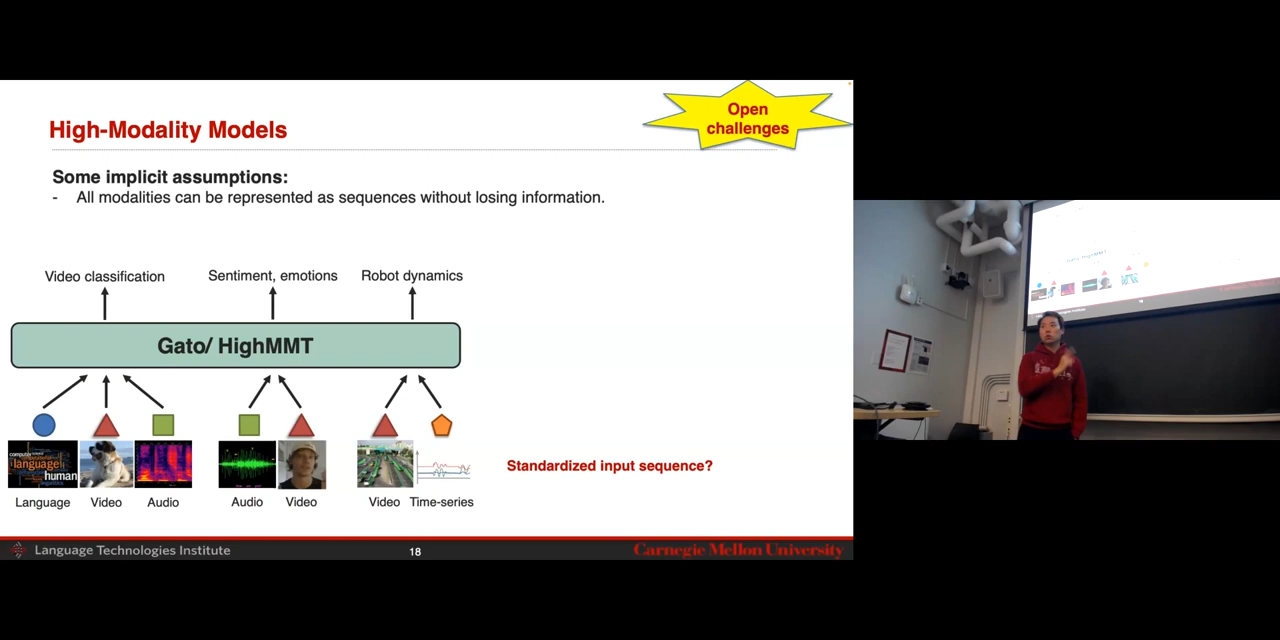 Open
challenges
High-Modality Models
Some implicit assumptions:
- All modalities can be represented as sequences without losing information.
Video classification
Sentiment, emotions
Robot dynamics
Gato/ HighMMT
language
human
Standardized input sequence?
Language
Video
Audio
Audio
Video
Video
Time-series
Language Technologies Institute
18
Carnegie Mellon University